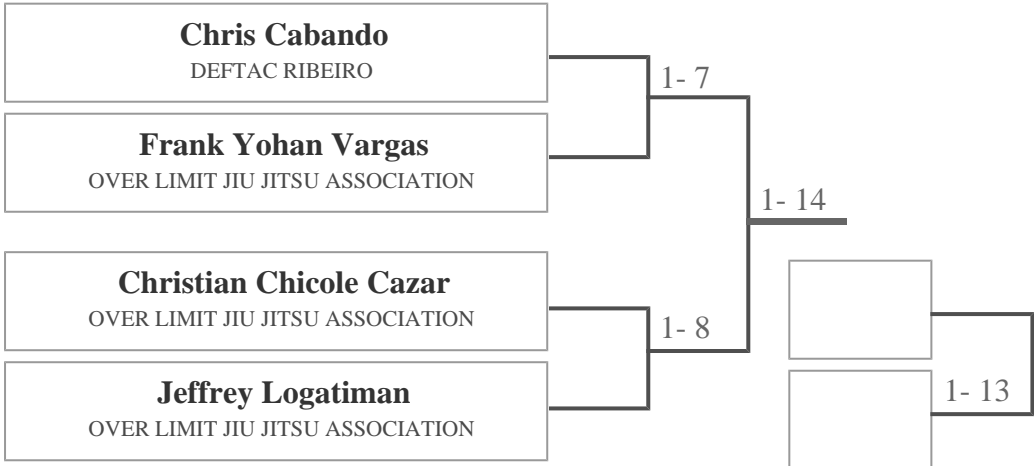 Chris Cabando
DEFTAC RIBEIRO
1- 7
Frank Yohan Vargas
OVER LIMIT JIU JITSU ASSOCIATION
1- 14
Christian Chicole Cazar
OVER LIMIT JIU JITSU ASSOCIATION
1- 8
Jeffrey Logatiman
OVER LIMIT JIU JITSU ASSOCIATION
1- 13